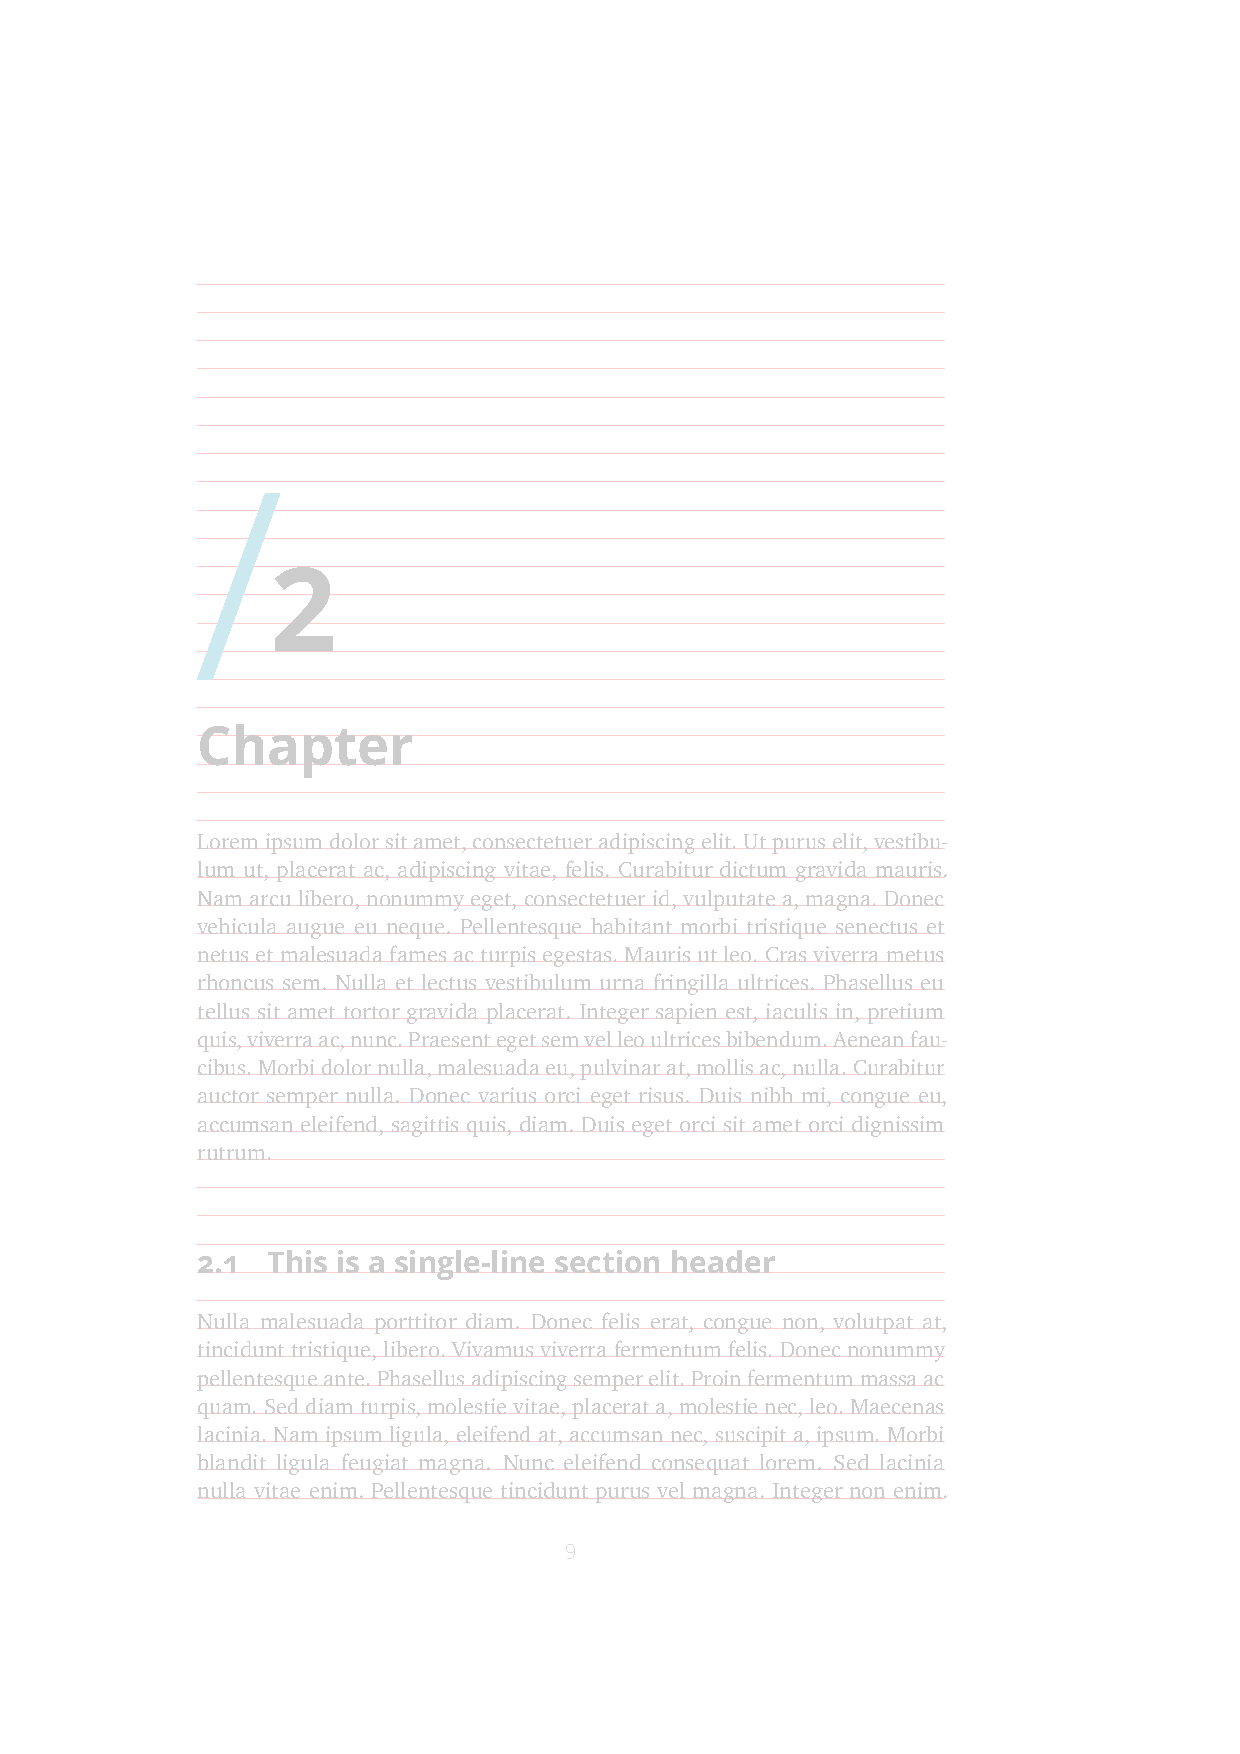 2
Chapter
Lorem ipsum dolor sit amet, consectetuer adipiscing elit. Ut purus elit, vestibu-
lum ut, placerat ac, adipiscing vitae, felis. Curabitur dictum gravida mauris.
Nam arcu libero, nonummy eget, consectetuer id, vulputate a, magna. Donec
vehicula augue eu neque. Pellentesque habitant morbi tristique senectus et
netus et malesuada fames ac turpis egestas. Mauris ut leo. Cras viverra metus
rhoncus sem. Nulla et lectus vestibulum urna fringilla ultrices. Phasellus eu
tellus sit amet tortor gravida placerat. Integer sapien est, iaculis in, pretium
quis, viverra ac, nunc. Praesent eget sem vel leo ultrices bibendum. Aenean fau-
cibus. Morbi dolor nulla, malesuada eu, pulvinar at, mollis ac, nulla. Curabitur
auctor semper nulla. Donec varius orci eget risus. Duis nibh mi, congue eu,
accumsan eleifend, sagittis quis, diam. Duis eget orci sit amet orci dignissim
rutrum.
2.1 This is a single-line section header
Nulla malesuada porttitor diam. Donec felis erat, congue non, volutpat at,
tincidunt tristique, libero. Vivamus viverra fermentum felis. Donec nonummy
pellentesque ante. Phasellus adipiscing semper elit. Proin fermentum massa ac
quam. Sed diam turpis, molestie vitae, placerat a, molestie nec, leo. Maecenas
lacinia. Nam ipsum ligula, eleifend at, accumsan nec, suscipit a, ipsum. Morbi
blandit ligula feugiat magna. Nunc eleifend consequat lorem. Sed lacinia
nulla vitae enim. Pellentesque tincidunt purus vel magna. Integer non enim.
9